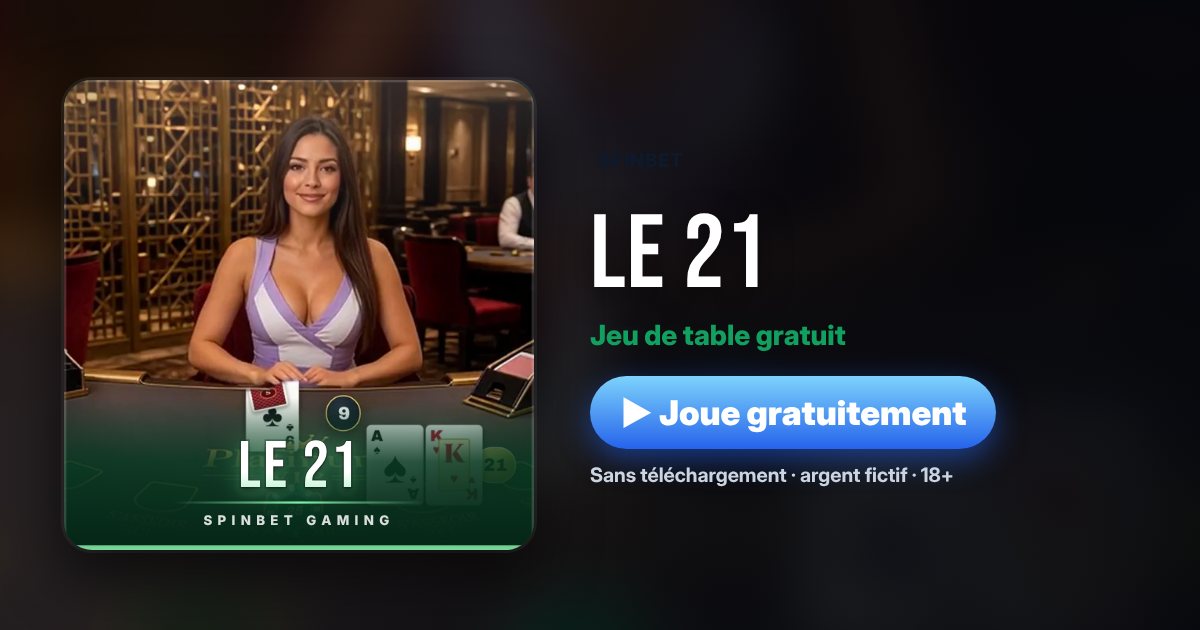 SPINBET
LE 21
Jeu de table gratuit
▶ Joue gratuitement
Sans téléchargement · argent fictif · 18+
9
A
K
K
21
LE 21
SPINBET GAMING